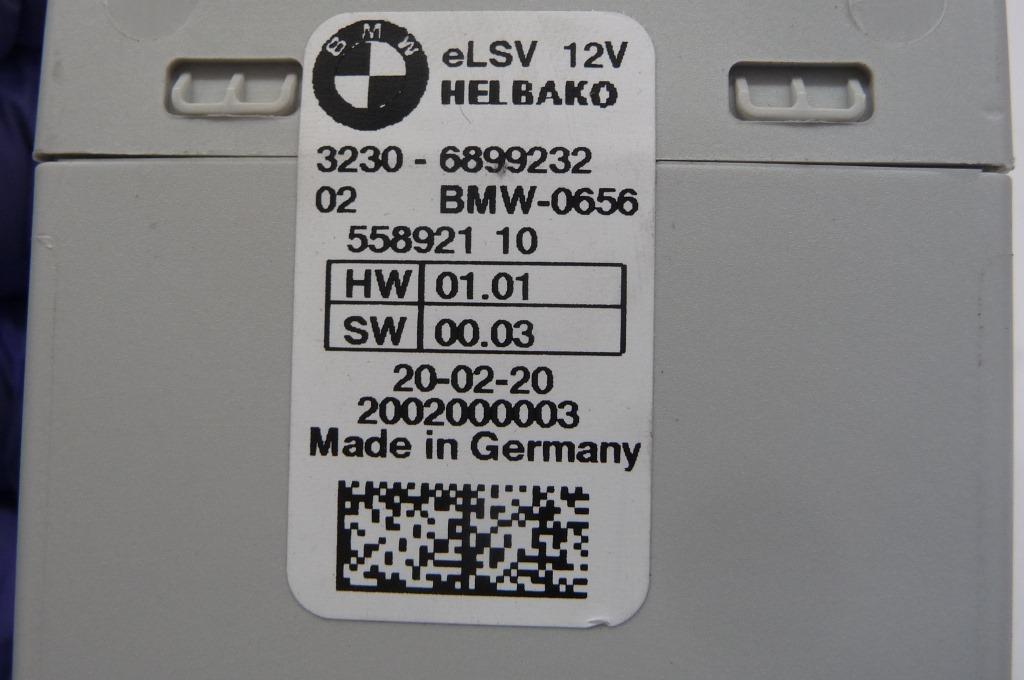 BMW
eLSV 12V
HELBAKO
3230 - 6899232
02 BMW-0656
558921 10
HW 01.01
SW 00.03
20-02-20
2002000003
Made in Germany